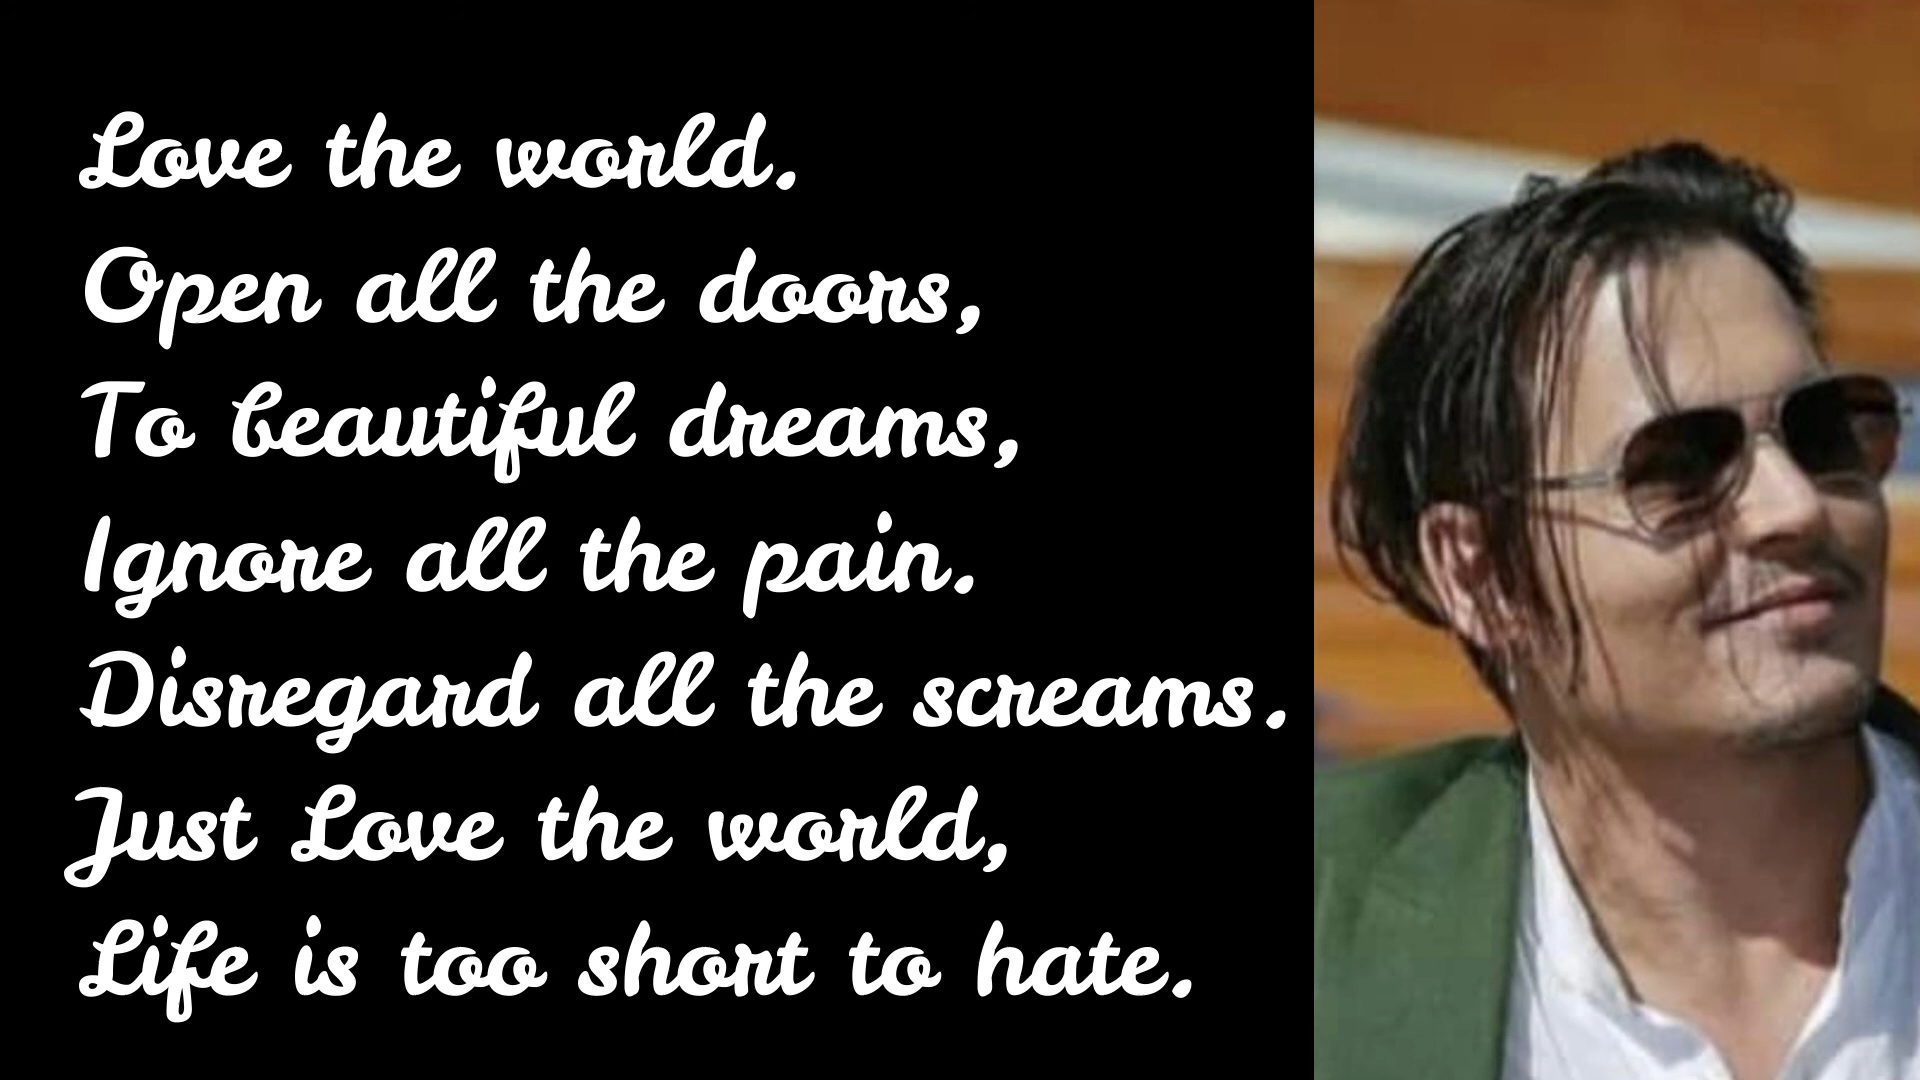 Love the world.
Open all the doors,
To beautiful dreams,
Ignore all the pain.
Disregard all the screams.
Just Love the world,
Life is too short to hate.